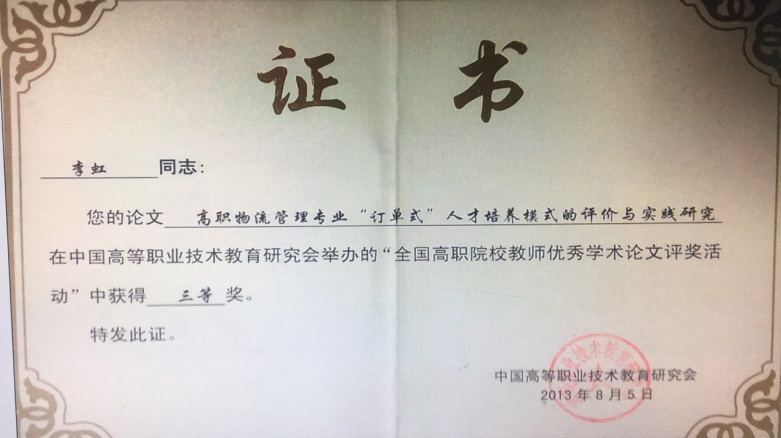 证 书
李虹 同志：
您的论文 高职物流管理专业“订单式”人才培养模式的评价与实践研究
在中国高等职业技术教育研究会举办的“全国高职院校教师优秀学术论文评奖活
动”中获得 三等 奖。
特发此证。
中国高等职业技术教育研究会
2013年8月5日